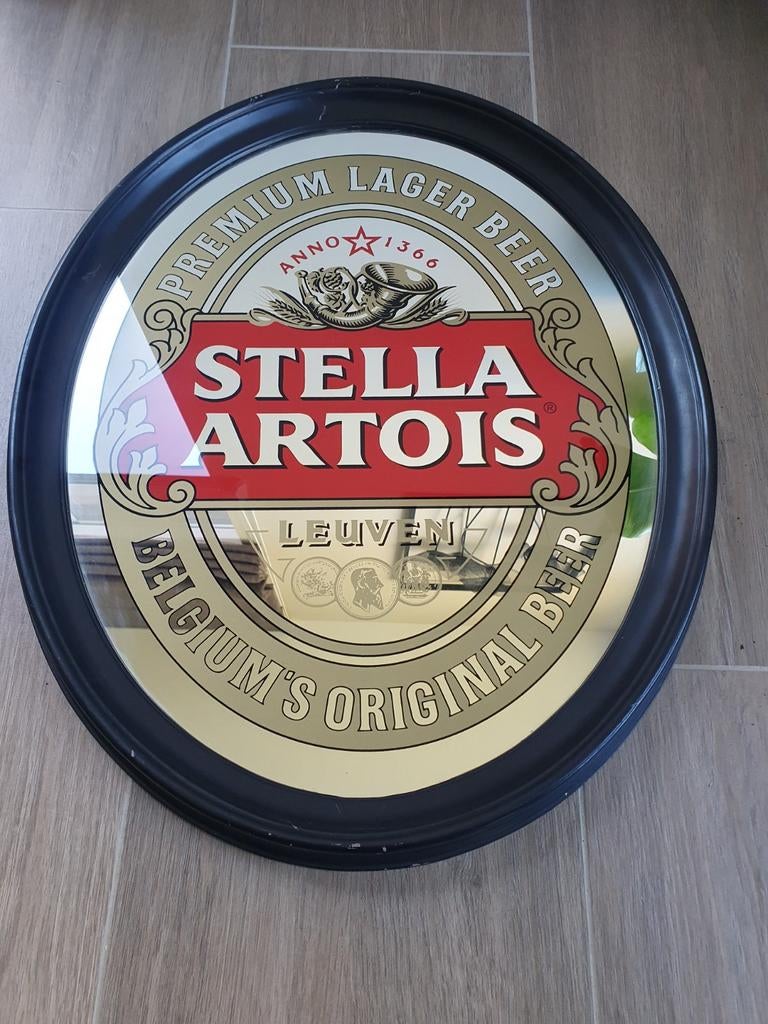 PREMIUM LAGER BEER
ANNO 1366
STELLA
ARTOIS®
LEUVEN
BELGIUM'S ORIGINAL BEER